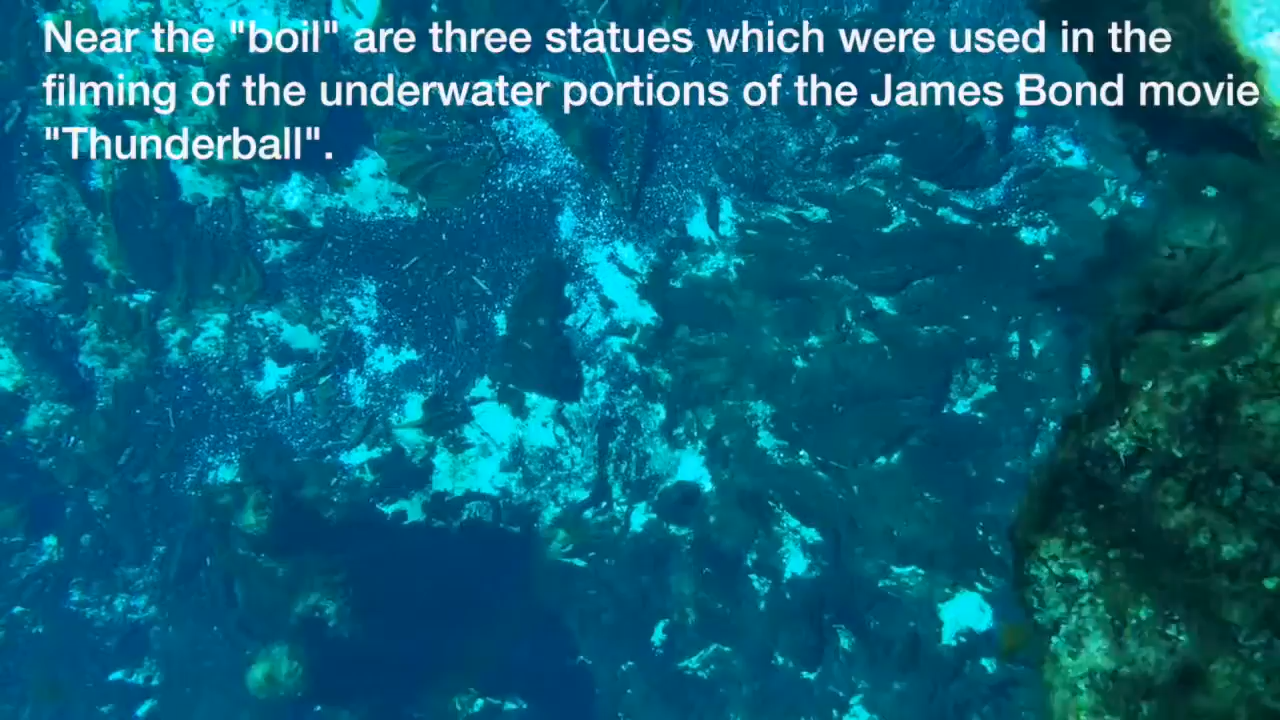 Near the "boil" are three statues which were used in the
filming of the underwater portions of the James Bond movie
"Thunderball".